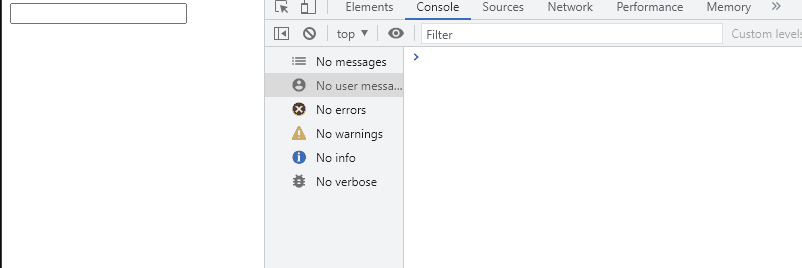 Elements Console Sources Network Performance Memory
top Filter Custom levels
No messages
No user messa...
No errors
No warnings
No info
No verbose